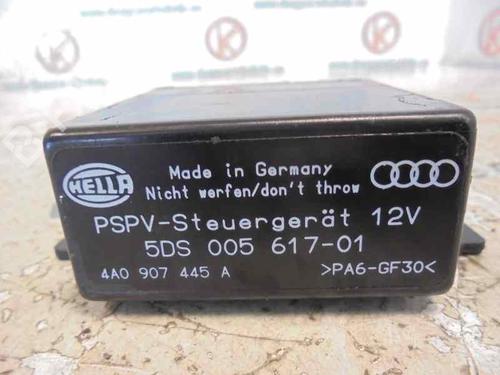 HELLA
Made in Germany
Nicht werfen/don't throw
PSPV-Steuergerät 12V
5DS 005 617-01
4A0 907 445 A >PA6-GF30<